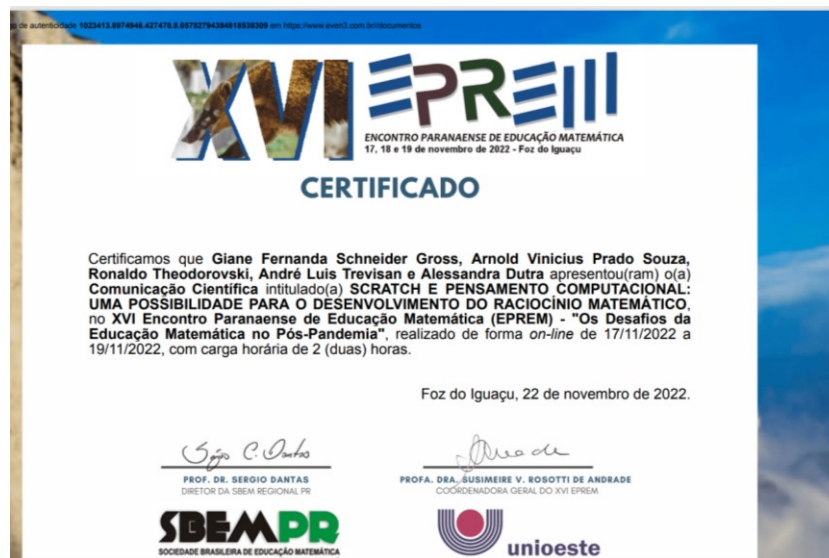 de autenticidade 1023413.8974946.427470.8.05782794384818538309 em https://www.even3.com.br/documentos
XVI EPREM
ENCONTRO PARANAENSE DE EDUCAÇÃO MATEMÁTICA
17, 18 e 19 de novembro de 2022 - Foz do Iguaçu
CERTIFICADO
Certificamos que Giane Fernanda Schneider Gross, Arnold Vinicius Prado Souza,
Ronaldo Theodorovski, André Luis Trevisan e Alessandra Dutra apresentou(ram) o(a)
Comunicação Científica intitulado(a) SCRATCH E PENSAMENTO COMPUTACIONAL:
UMA POSSIBILIDADE PARA O DESENVOLVIMENTO DO RACIOCÍNIO MATEMÁTICO,
no XVI Encontro Paranaense de Educação Matemática (EPREM) - "Os Desafios da
Educação Matemática no Pós-Pandemia", realizado de forma on-line de 17/11/2022 a
19/11/2022, com carga horária de 2 (duas) horas.
Foz do Iguaçu, 22 de novembro de 2022.
PROF. DR. SERGIO DANTAS
DIRETOR DA SBEM REGIONAL PR
PROFA. DRA. SUSIMEIRE V. ROSOTTI DE ANDRADE
COORDENADORA GERAL DO XVI EPREM
SBEMPR
SOCIEDADE BRASILEIRA DE EDUCAÇÃO MATEMÁTICA
unioeste